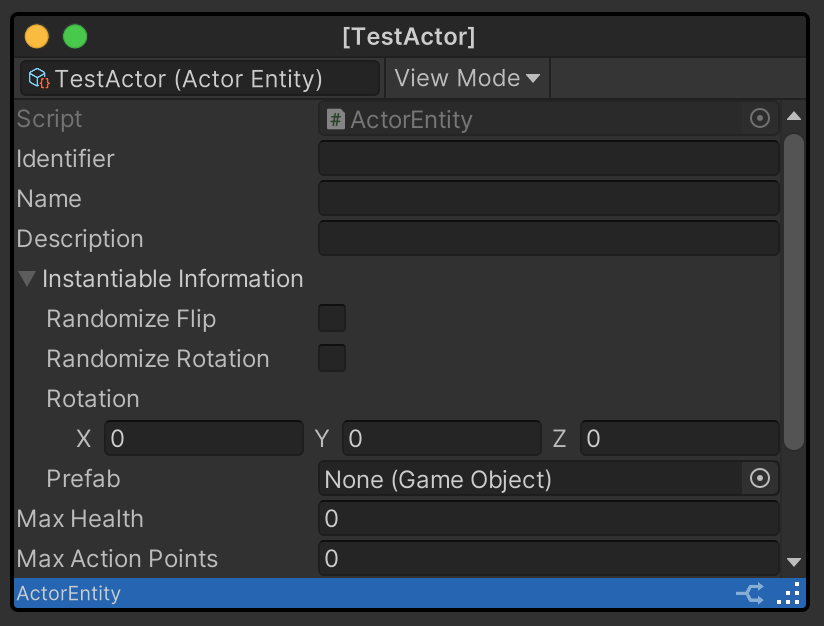 [TestActor]
TestActor (Actor Entity) View Mode
Script # ActorEntity
Identifier
Name
Description
Instantiable Information
Randomize Flip
Randomize Rotation
Rotation
X 0 Y 0 Z 0
Prefab None (Game Object)
Max Health 0
Max Action Points 0
ActorEntity